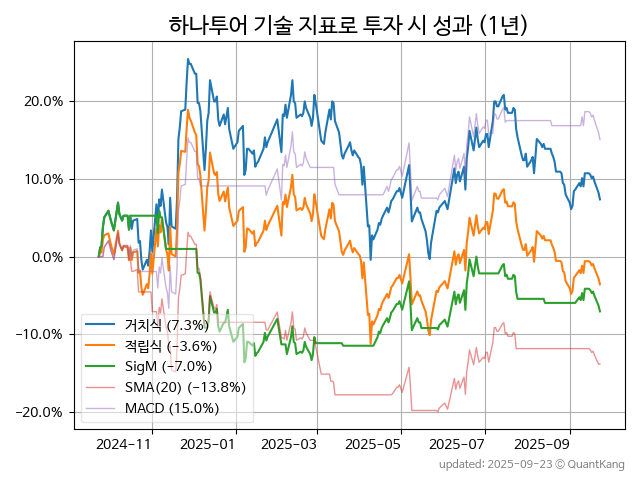 하나투어 기술 지표로 투자 시 성과 (1년)
20.0%
10.0%
0.0%
−10.0%
−20.0%
거치식 (7.3%)
적립식 (−3.6%)
SigM (−7.0%)
SMA(20) (−13.8%)
MACD (15.0%)
2024−11 2025−01 2025−03 2025−05 2025−07 2025−09
updated: 2025−09−23 © QuantKang